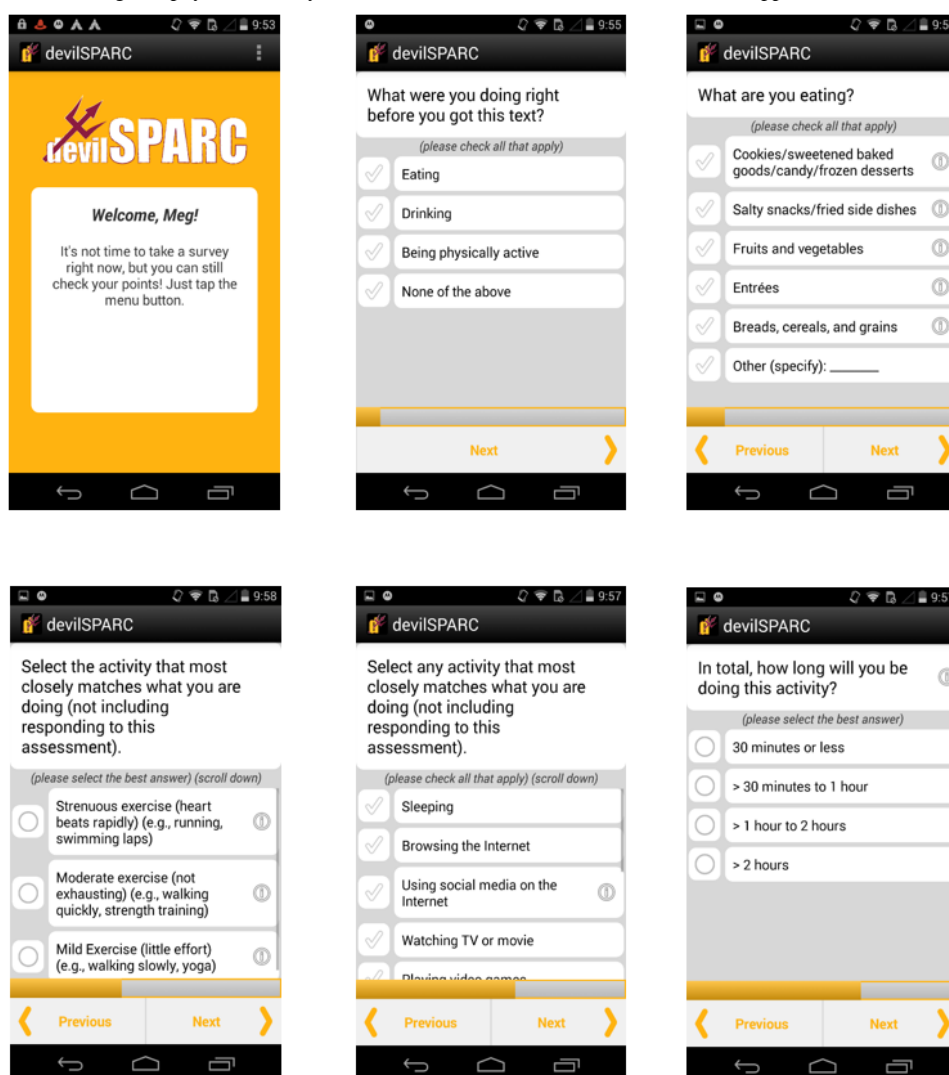 9:53
devilSPARC
devilSPARC
Welcome, Meg!
It's not time to take a survey
right now, but you can still
check your points! Just tap the
menu button.
9:55
devilSPARC
What were you doing right
before you got this text?
(please check all that apply)
Eating
Drinking
Being physically active
None of the above
Next
devilSPARC
What are you eating?
(please check all that apply)
Cookies/sweetened baked
goods/candy/frozen desserts
Salty snacks/fried side dishes
Fruits and vegetables
Entrées
Breads, cereals, and grains
Other (specify): _______
Previous
Next
9:58
devilSPARC
Select the activity that most
closely matches what you are
doing (not including
responding to this
assessment).
(please select the best answer) (scroll down)
Strenuous exercise (heart
beats rapidly) (e.g., running,
swimming laps)
Moderate exercise (not
exhausting) (e.g., walking
quickly, strength training)
Mild Exercise (little effort)
(e.g., walking slowly, yoga)
Previous
Next
9:57
devilSPARC
Select any activity that most
closely matches what you are
doing (not including
responding to this
assessment).
(please check all that apply) (scroll down)
Sleeping
Browsing the Internet
Using social media on the
Internet
Watching TV or movie
Playing video games
Previous
Next
devilSPARC
In total, how long will you be
doing this activity?
(please select the best answer)
30 minutes or less
> 30 minutes to 1 hour
> 1 hour to 2 hours
> 2 hours
Previous
Next